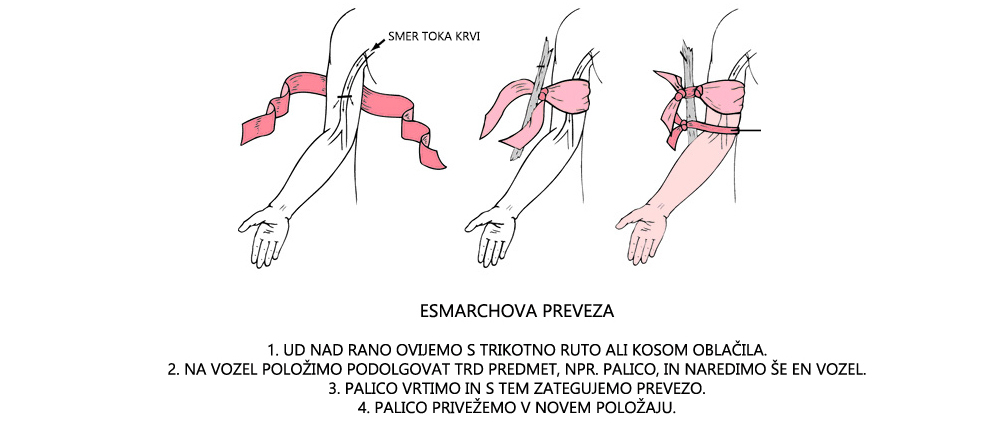 SMER TOKA KRVI
ESMARCHOVA PREVEZA
1. UD NAD RANO OVIJEMO S TRIKOTNO RUTO ALI KOSOM OBLAČILA.
2. NA VOZEL POLOŽIMO PODOLGOVAT TRD PREDMET, NPR. PALICO, IN NAREDIMO ŠE EN VOZEL.
3. PALICO VRTIMO IN S TEM ZATEGUJEMO PREVEZO.
4. PALICO PRIVEŽEMO V NOVEM POLOŽAJU.